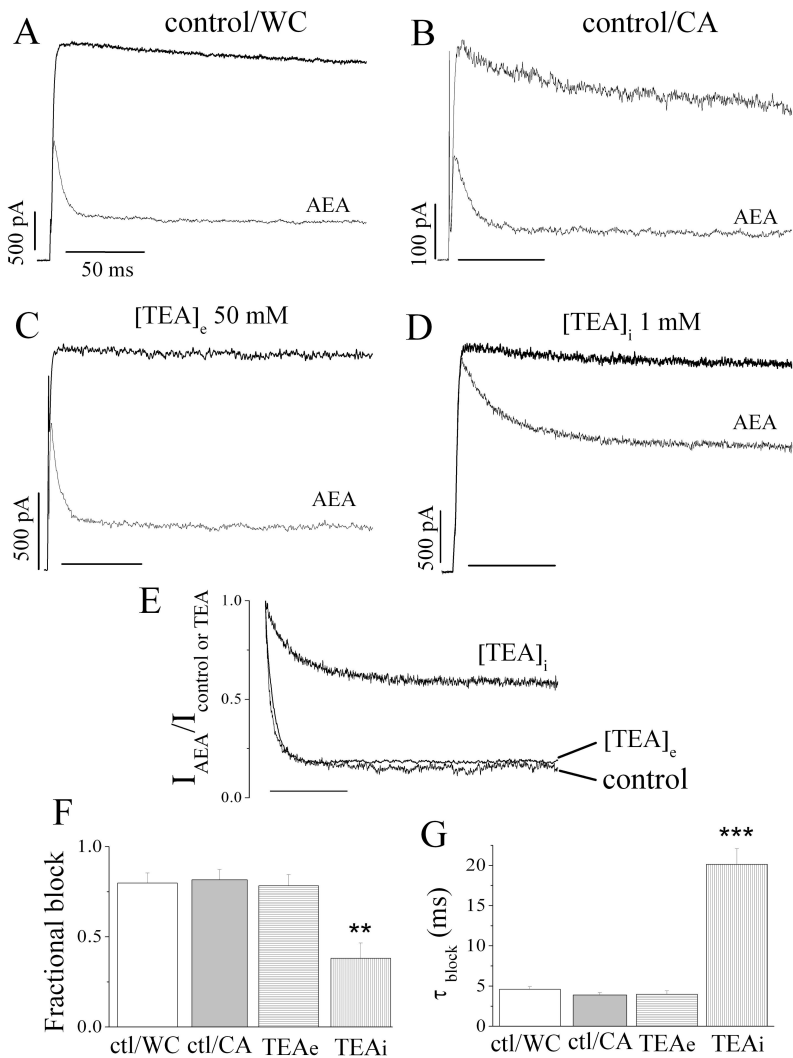 A
control/WC
AEA
500 pA
50 ms
B
control/CA
AEA
100 pA
C
[TEA]e 50 mM
AEA
500 pA
D
[TEA]i 1 mM
AEA
500 pA
E
IAEA/Icontrol or TEA
1.0
0.5
0.0
[TEA]i
[TEA]e
control
F
Fractional block
1.0
0.5
0.0
**
ctl/WC ctl/CA TEAe TEAi
G
τ block (ms)
20
15
10
5
0
***
ctl/WC ctl/CA TEAe TEAi